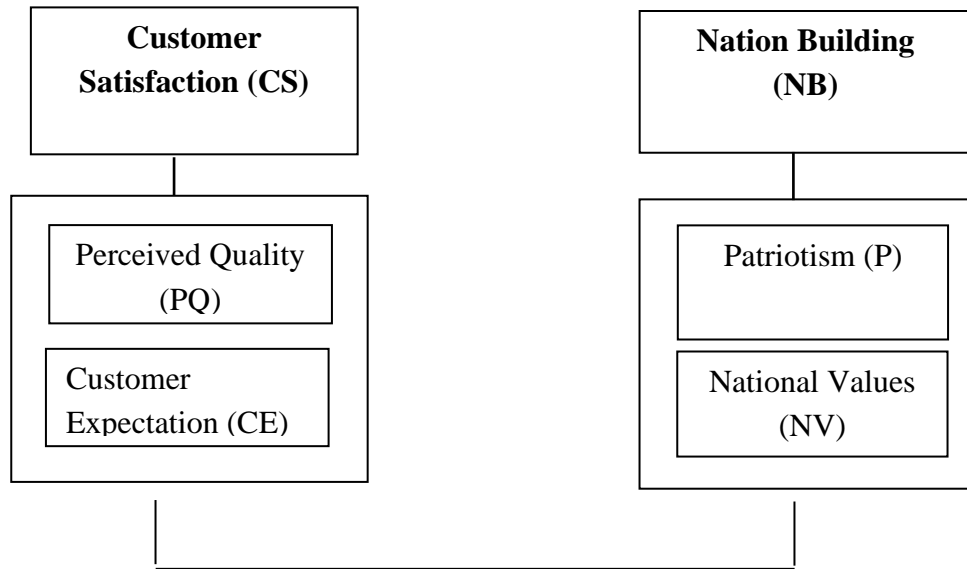 Customer
Satisfaction (CS)
Perceived Quality
(PQ)
Customer
Expectation (CE)
Nation Building
(NB)
Patriotism (P)
National Values
(NV)